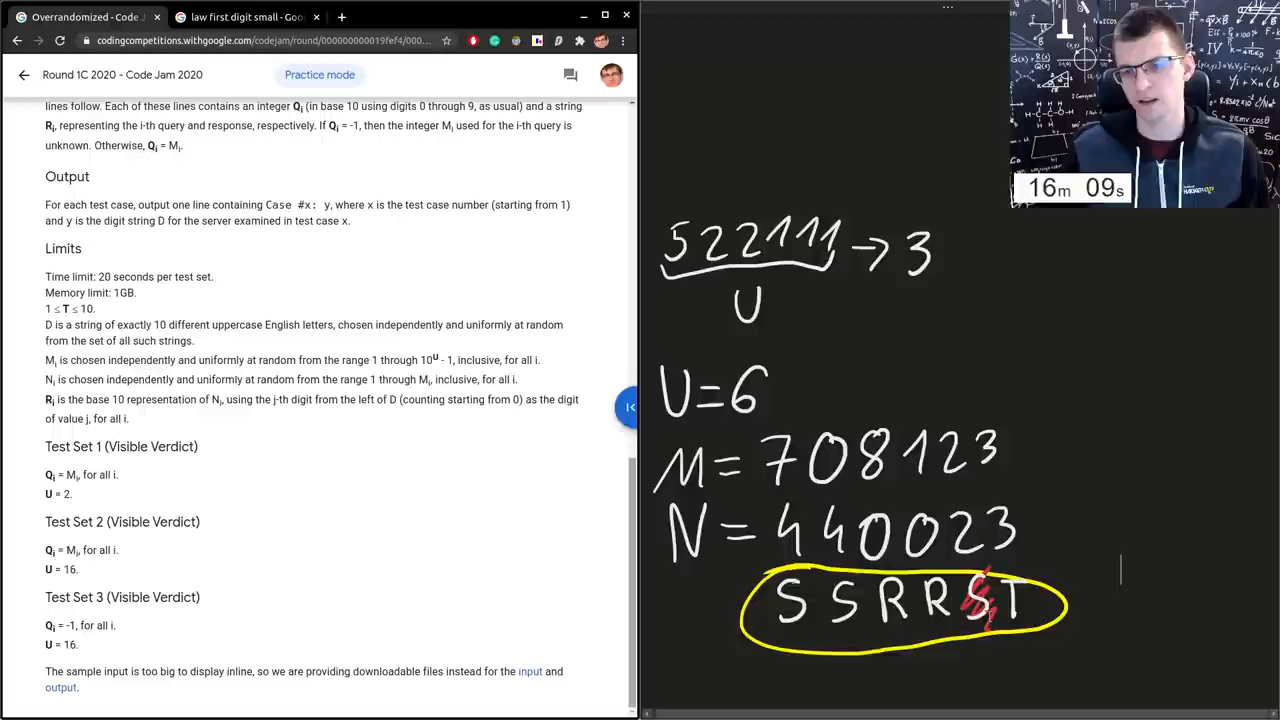 Overrandomized - Code J
law first digit small - Goo
codingcompetitions.withgoogle.com/codejam/round/000000000019fef4/000...
Round 1C 2020 - Code Jam 2020
Practice mode
lines follow. Each of these lines contains an integer Qi (in base 10 using digits 0 through 9, as usual) and a string
Ri, representing the i-th query and response, respectively. If Qi = -1, then the integer Mi used for the i-th query is
unknown. Otherwise, Qi = Mi.
Output
For each test case, output one line containing Case #x: y, where x is the test case number (starting from 1)
and y is the digit string D for the server examined in test case x.
Limits
Time limit: 20 seconds per test set.
Memory limit: 1GB.
1 ≤ T ≤ 10.
D is a string of exactly 10 different uppercase English letters, chosen independently and uniformly at random
from the set of all such strings.
Mi is chosen independently and uniformly at random from the range 1 through 10^U - 1, inclusive, for all i.
Ni is chosen independently and uniformly at random from the range 1 through Mi, inclusive, for all i.
Ri is the base 10 representation of Ni, using the j-th digit from the left of D (counting starting from 0) as the digit
of value j, for all i.
Test Set 1 (Visible Verdict)
Qi = Mi, for all i.
U = 2.
Test Set 2 (Visible Verdict)
Qi = Mi, for all i.
U = 16.
Test Set 3 (Visible Verdict)
Qi = -1, for all i.
U = 16.
The sample input is too big to display inline, so we are providing downloadable files instead for the input and
output.
16m 09s
522111 → 3
U
U=6
M = 708123
N = 440023
SSRRST